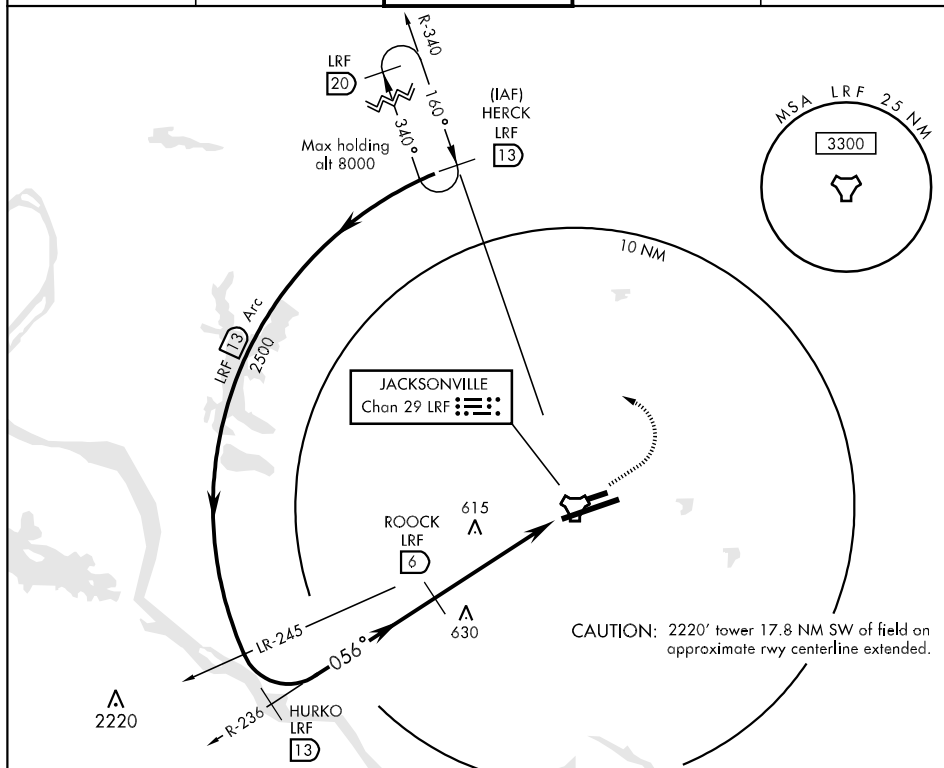 R-340
LRF
20
160°
340°
(IAF)
HERCK
LRF
13
Max holding
alt 8000
MSA LRF 25 NM
3300
10 NM
LRF 13 Arc
2500
JACKSONVILLE
Chan 29 LRF
615
ROOCK
LRF
6
630
LR-245
056°
CAUTION: 2220' tower 17.8 NM SW of field on
approximate rwy centerline extended.
2220
R-236
HURKO
LRF
13